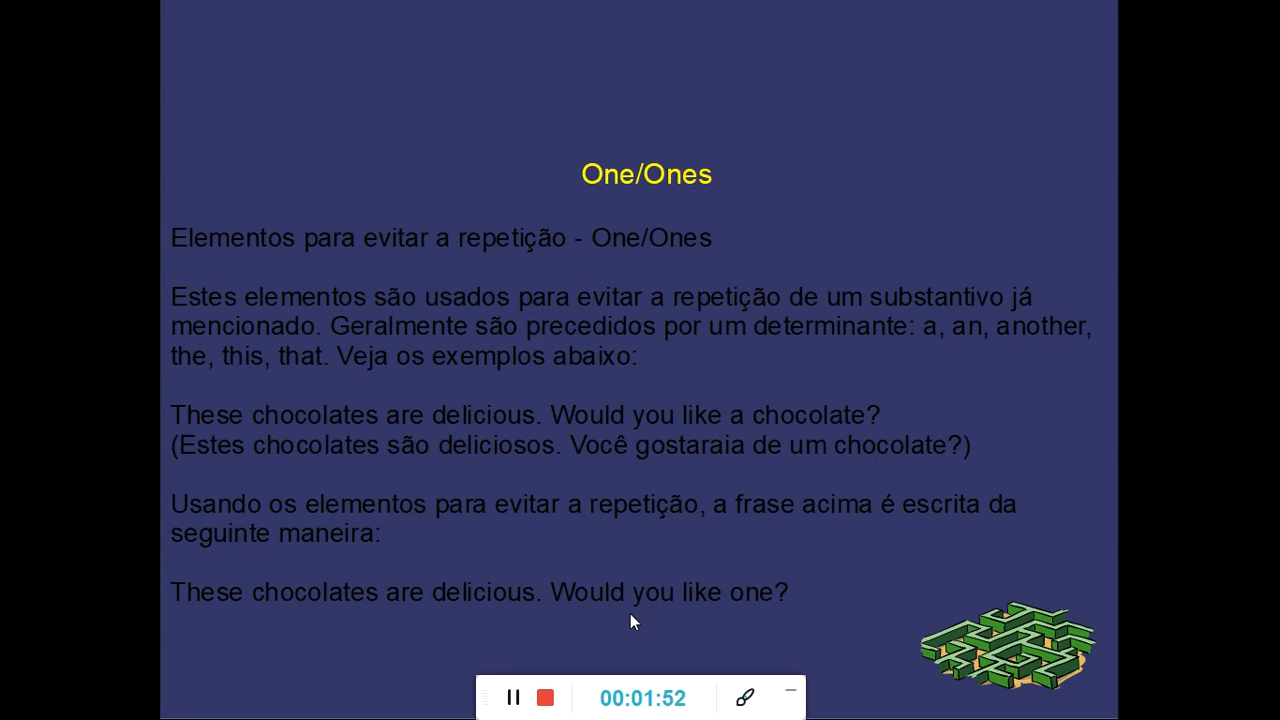 One/Ones
Elementos para evitar a repetição - One/Ones
Estes elementos são usados para evitar a repetição de um substantivo já
mencionado. Geralmente são precedidos por um determinante: a, an, another,
the, this, that. Veja os exemplos abaixo:
These chocolates are delicious. Would you like a chocolate?
(Estes chocolates são deliciosos. Você gostaraia de um chocolate?)
Usando os elementos para evitar a repetição, a frase acima é escrita da
seguinte maneira:
These chocolates are delicious. Would you like one?
00:01:52